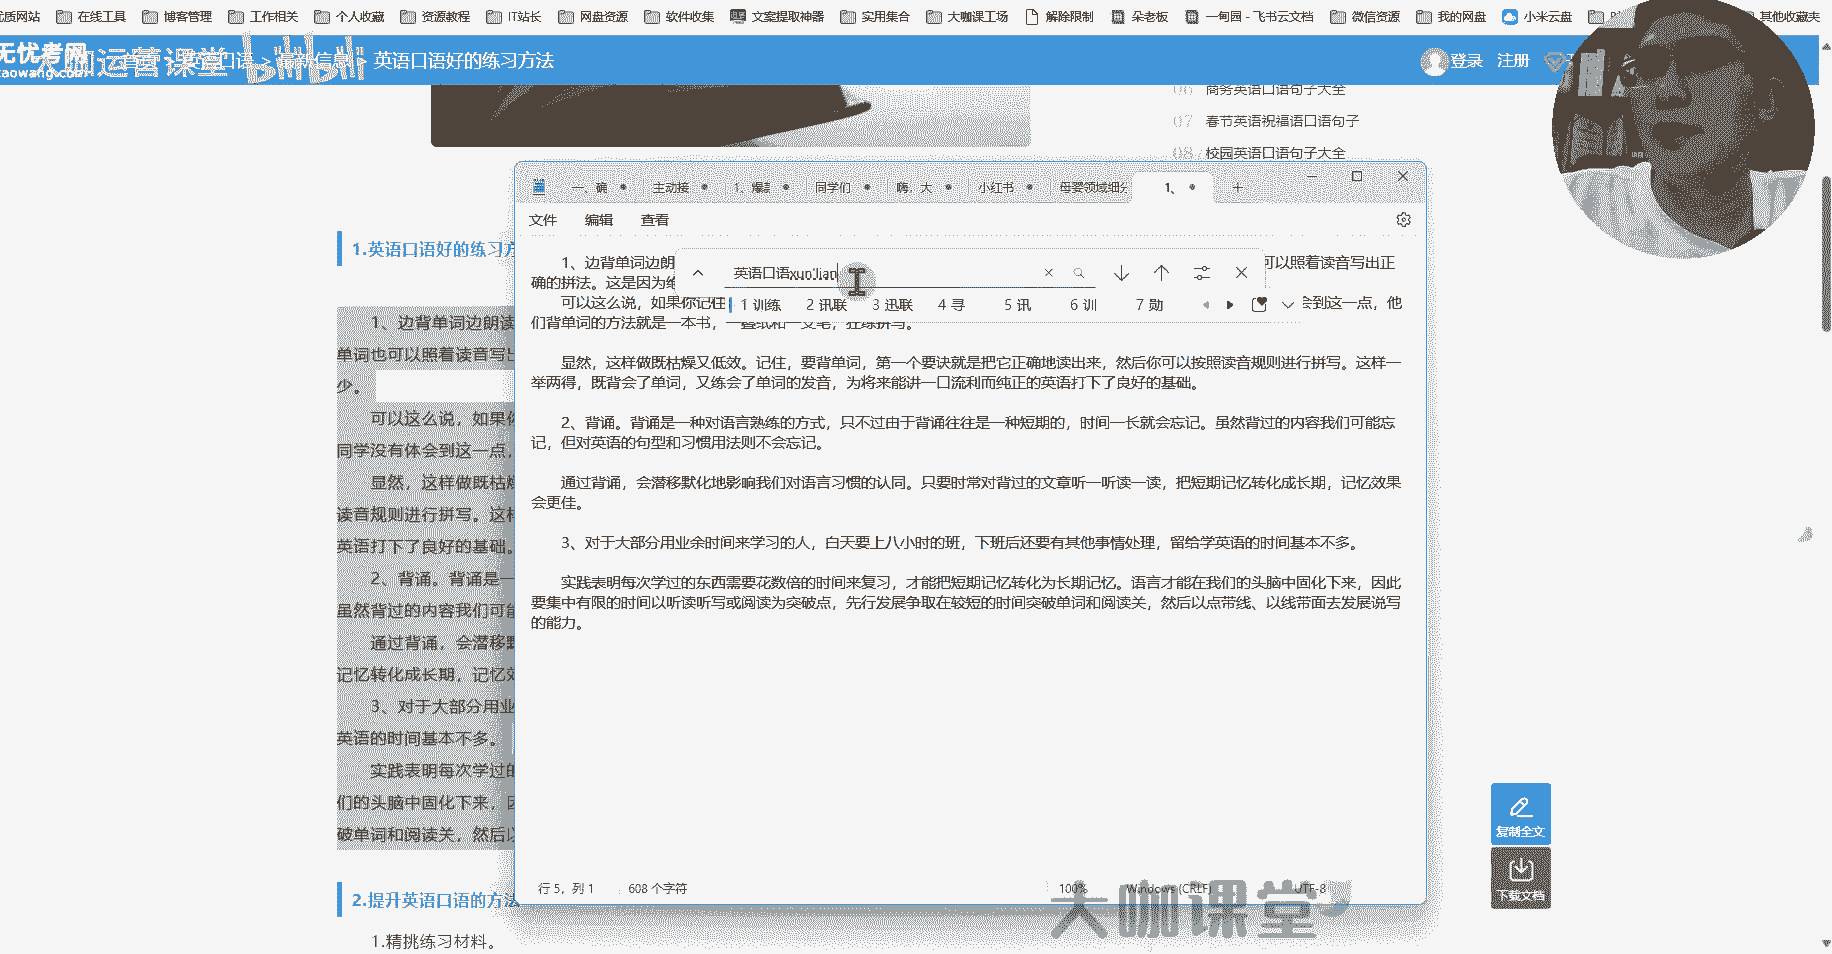 优质网站 在线工具 博客管理 工作相关 个人收藏 资源教程 IT站长 网盘资源 软件收集 文案提取神器 实用集合 大咖课工场 解除限制 朵老板 一甸园 - 飞书云文档 微信资源 我的网盘 小米云盘 其他收藏夹
无忧考网
aowang.com
大咖运营课堂 bilibili
口语 > 最新信息 > 英语口语好的练习方法
登录 注册
06 商务英语口语句子大全
07 春节英语祝福语口语句子
08 校园英语口语句子大全
一、确 主动接 1、爆 同学们 嗨、大 小红书 母婴领域细分 1、 +
文件 编辑 查看
1.英语口语好的练习方
1、边背单词边朗读
单词也可以照着读音写出
少。
可以这么说，如果你
同学没有体会到这一点，
显然，这样做既枯燥
读音规则进行拼写。这样
英语打下了良好的基础。
2、背诵。背诵是一
虽然背过的内容我们可能
通过背诵，会潜移默
记忆转化成长期，记忆效
3、对于大部分用业
英语的时间基本不多。
实践表明每次学过的
们的头脑中固化下来，因
破单词和阅读关，然后以
2.提升英语口语的方法
1.精挑练习材料。
英语口语xun'lian
1 训练 2 讯联 3 迅联 4 寻 5 讯 6 训 7 勋
1、边背单词边朗 可以照着读音写出正
确的拼法。这是因为
可以这么说，如果你记住 会到这一点，他
们背单词的方法就是一本书，一叠纸和一支笔，狂练拼写。
显然，这样做既枯燥又低效。记住，要背单词，第一个要诀就是把它正确地读出来，然后你可以按照读音规则进行拼写。这样一
举两得，既背会了单词，又练会了单词的发音，为将来能讲一口流利而纯正的英语打下了良好的基础。
2、背诵。背诵是一种对语言熟练的方式，只不过由于背诵往往是一种短期的，时间一长就会忘记。虽然背过的内容我们可能忘
记，但对英语的句型和习惯用法则不会忘记。
通过背诵，会潜移默化地影响我们对语言习惯的认同。只要时常对背过的文章听一听读一读，把短期记忆转化成长期，记忆效果
会更佳。
3、对于大部分用业余时间来学习的人，白天要上八小时的班，下班后还要有其他事情处理，留给学英语的时间基本不多。
实践表明每次学过的东西需要花数倍的时间来复习，才能把短期记忆转化为长期记忆。语言才能在我们的头脑中固化下来，因此
要集中有限的时间以听读听写或阅读为突破点，先行发展争取在较短的时间突破单词和阅读关，然后以点带线、以线带面去发展说写
的能力。
行 5，列 1 608 个字符 100% Windows (CRLF) UTF-8
复制全文
下载文档
大咖课堂